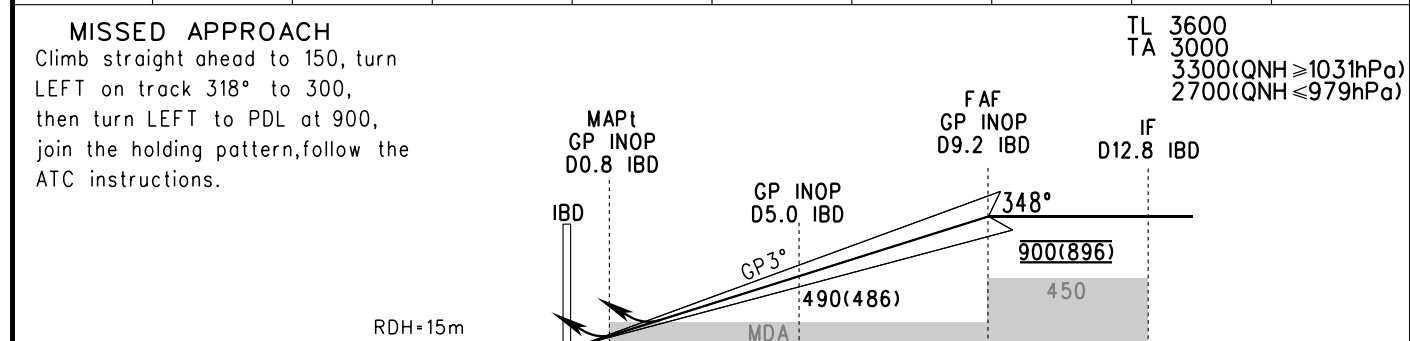 MISSED APPROACH
Climb straight ahead to 150, turn
LEFT on track 318° to 300,
then turn LEFT to PDL at 900,
join the holding pattern,follow the
ATC instructions.
TL 3600
TA 3000
3300(QNH ≥1031hPa)
2700(QNH ≤979hPa)
MAPt
GP INOP
D0.8 IBD
GP INOP
D5.0 IBD
FAF
GP INOP
D9.2 IBD
IF
D12.8 IBD
IBD
348°
GP3°
900(896)
490(486)
450
MDA
RDH=15m